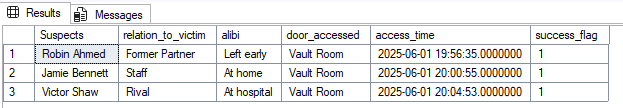 Results Messages
Suspects relation_to_victim alibi door_accessed access_time success_flag
1 Robin Ahmed Former Partner Left early Vault Room 2025-06-01 19:56:35.0000000 1
2 Jamie Bennett Staff At home Vault Room 2025-06-01 20:00:55.0000000 1
3 Victor Shaw Rival At hospital Vault Room 2025-06-01 20:04:53.0000000 1